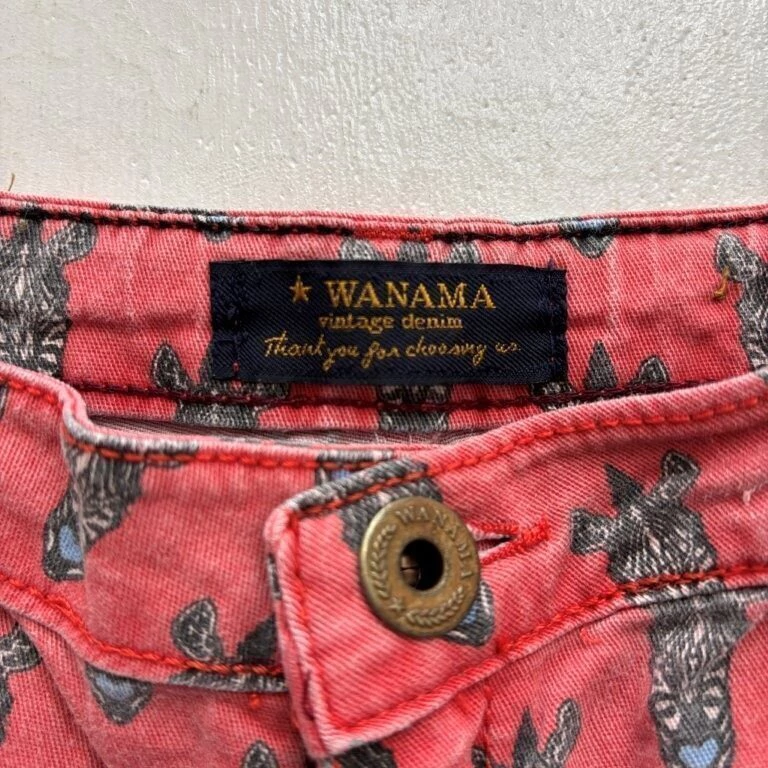 ★ WANAMA
vintage denim
Thank you for choosing us.
WANAMA